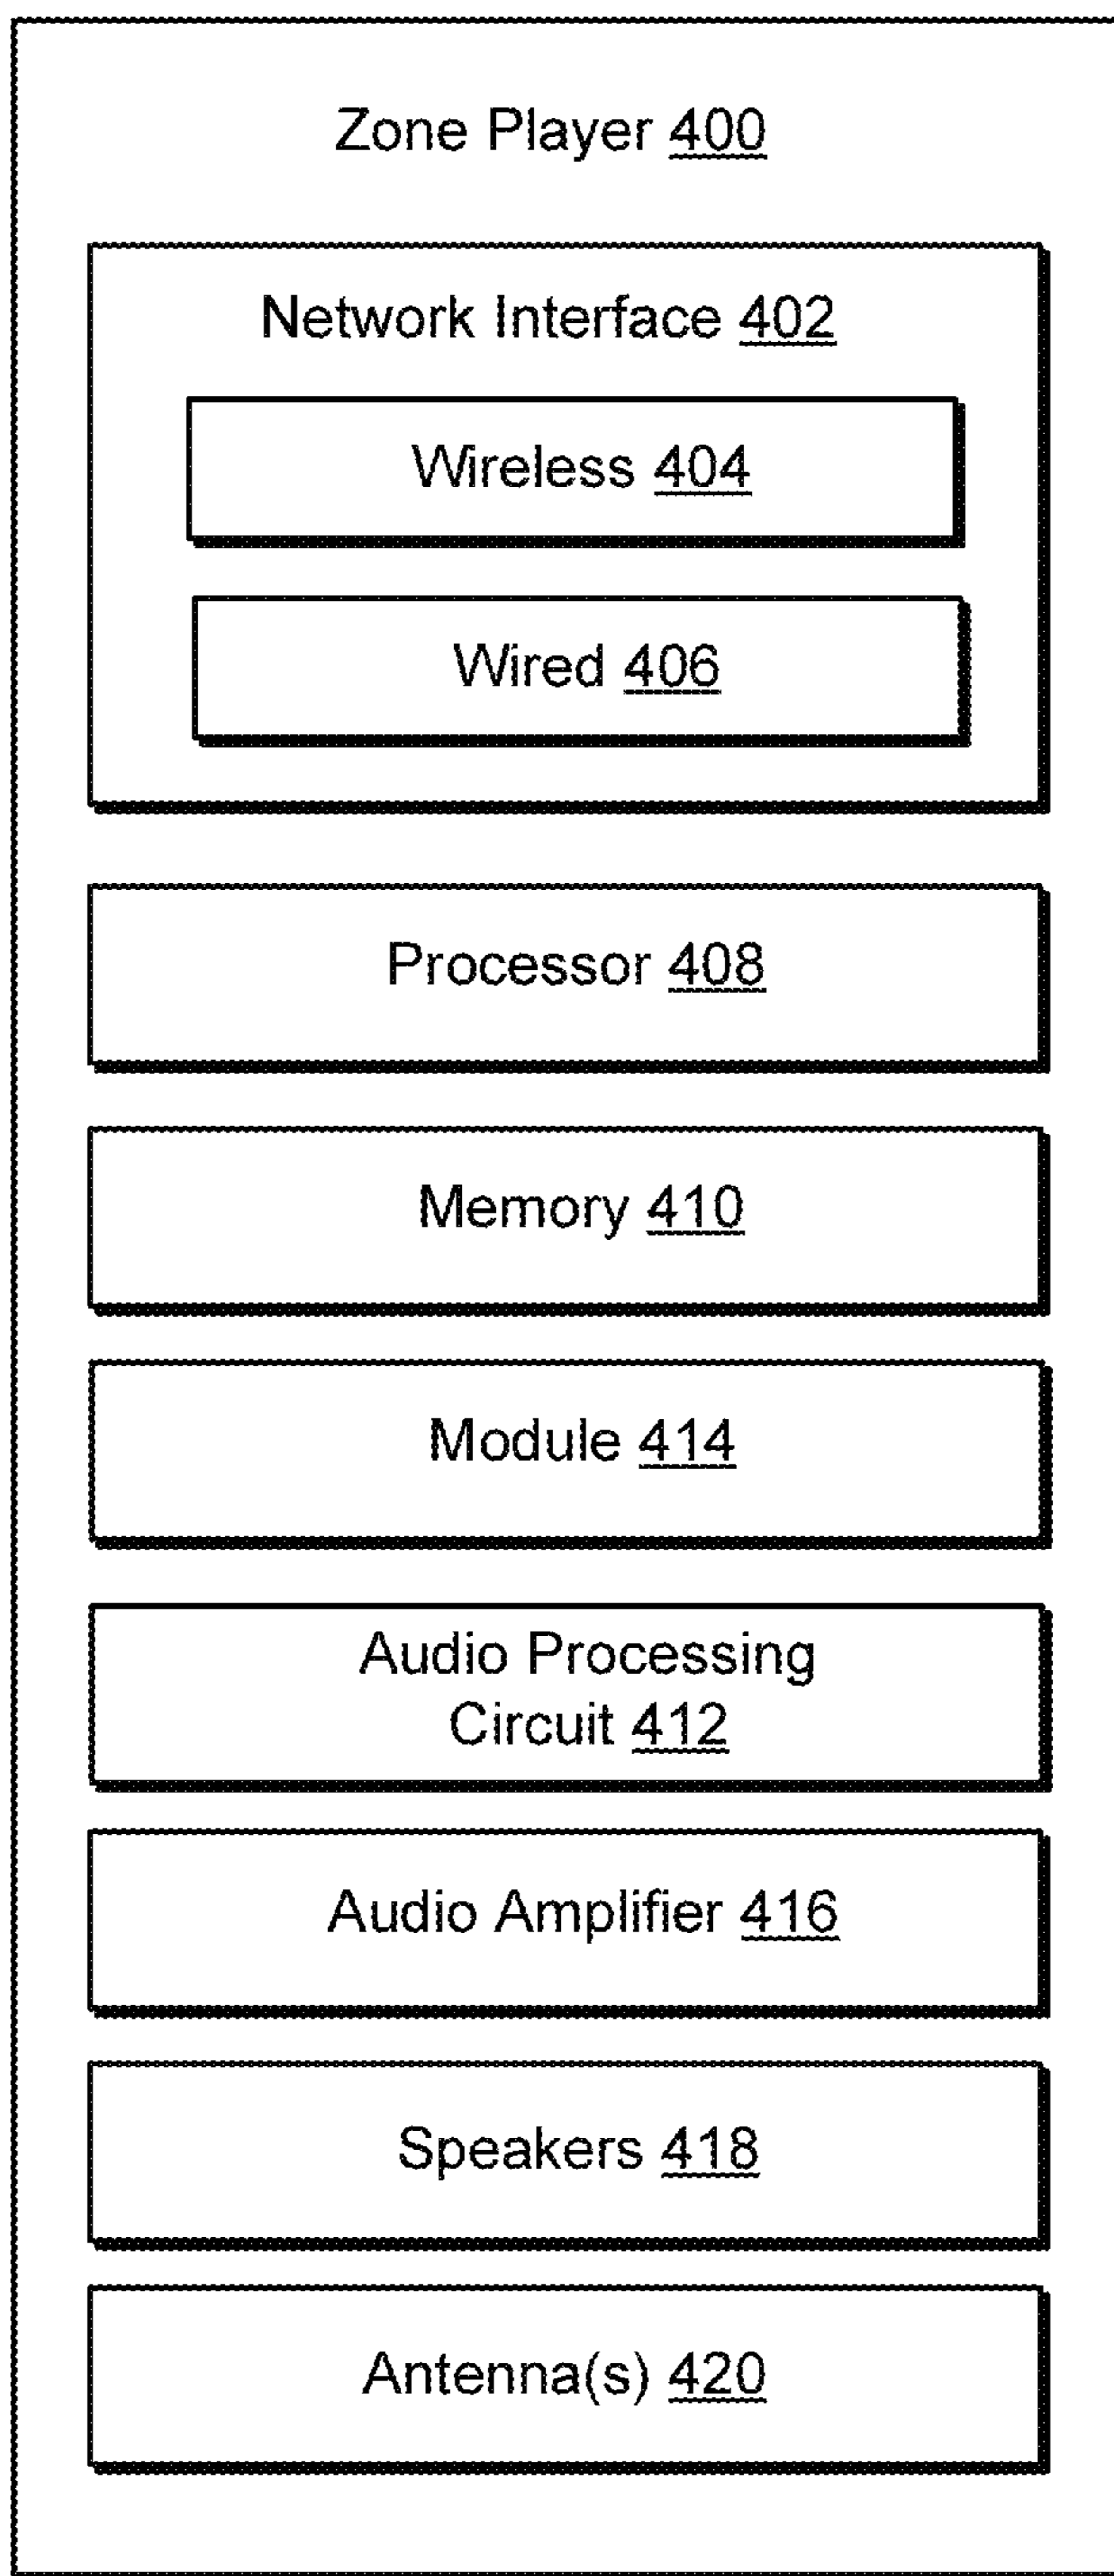 Zone Player 400
Network Interface 402
Wireless 404
Wired 406
Processor 408
Memory 410
Module 414
Audio Processing
Circuit 412
Audio Amplifier 416
Speakers 418
Antenna(s) 420